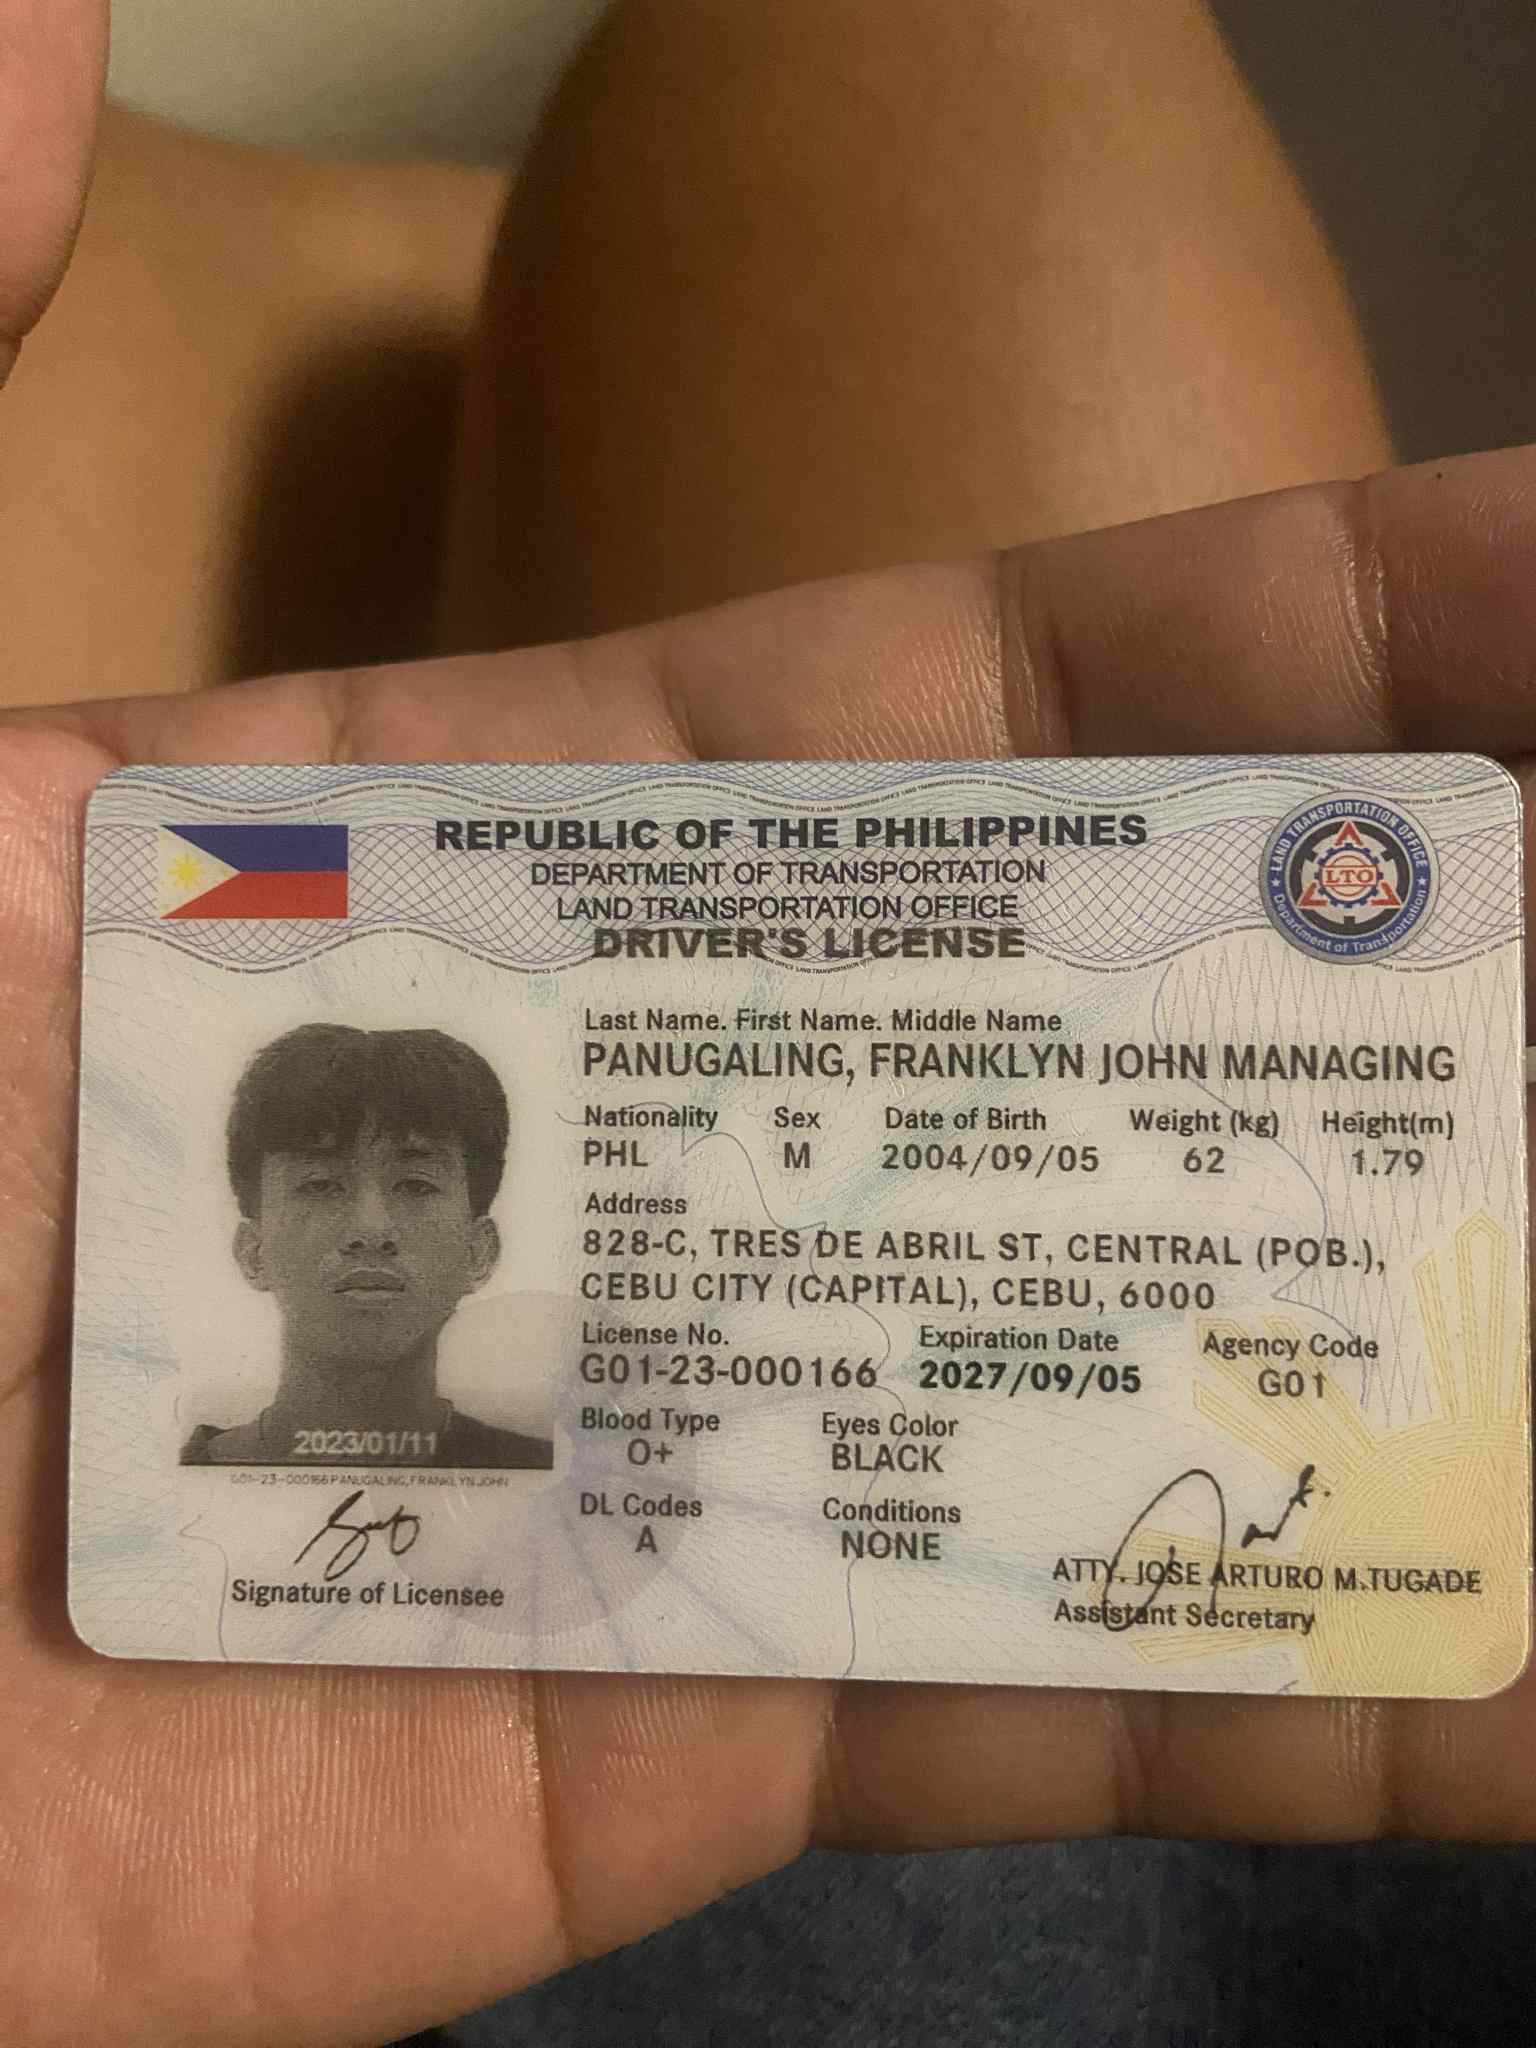 REPUBLIC OF THE PHILIPPINES
DEPARTMENT OF TRANSPORTATION
LAND TRANSPORTATION OFFICE
DRIVER'S LICENSE
LAND TRANSPORTATION OFFICE
LTO
Department of Transportation
Last Name. First Name. Middle Name
PANUGALING, FRANKLYN JOHN MANAGING
Nationality Sex Date of Birth Weight (kg) Height(m)
PHL M 2004/09/05 62 1.79
Address
828-C, TRES DE ABRIL ST, CENTRAL (POB.),
CEBU CITY (CAPITAL), CEBU, 6000
License No. Expiration Date Agency Code
G01-23-000166 2027/09/05 G01
Blood Type Eyes Color
O+ BLACK
DL Codes Conditions
A NONE
2023/01/11
G01-23-000166 PANUGALING, FRANKLYN JOHN
Signature of Licensee
ATTY. JOSE ARTURO M.TUGADE
Assistant Secretary